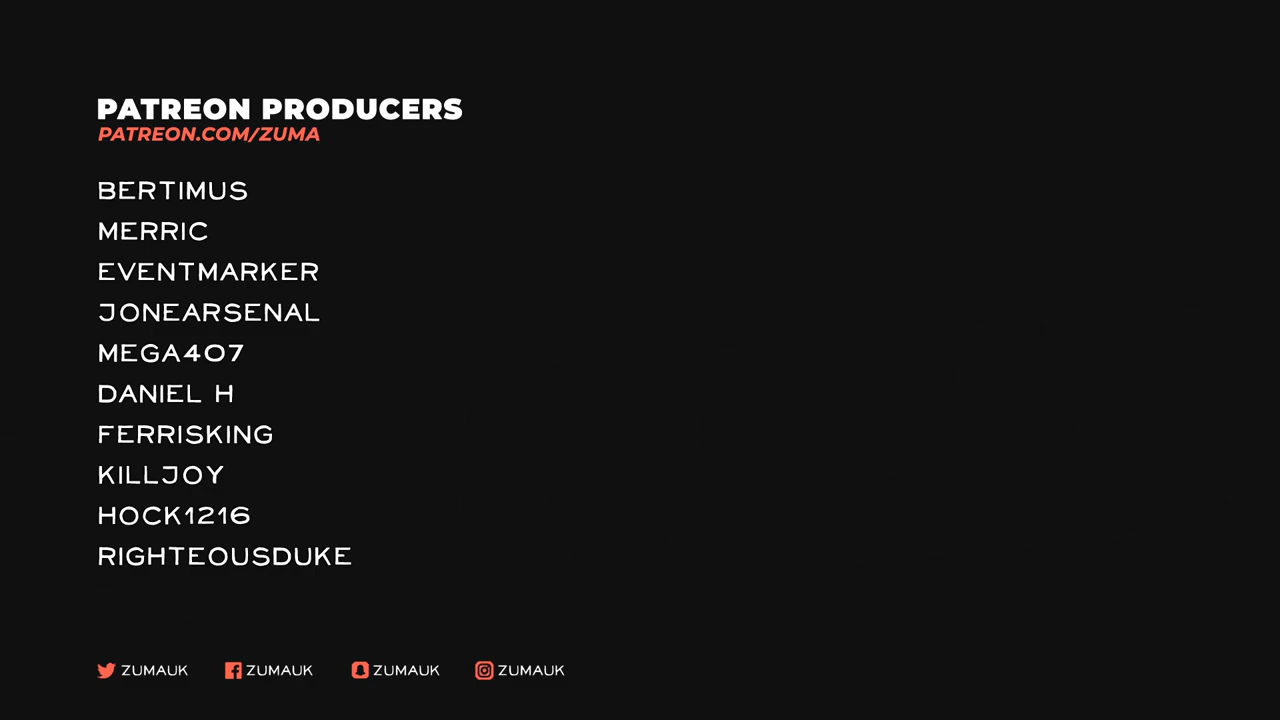 PATREON PRODUCERS
PATREON.COM/ZUMA
BERTIMUS
MERRIC
EVENTMARKER
JONEARSENAL
MEGA407
DANIEL H
FERRISKING
KILLJOY
HOCK1216
RIGHTEOUSDUKE
ZUMAUK ZUMAUK ZUMAUK ZUMAUK